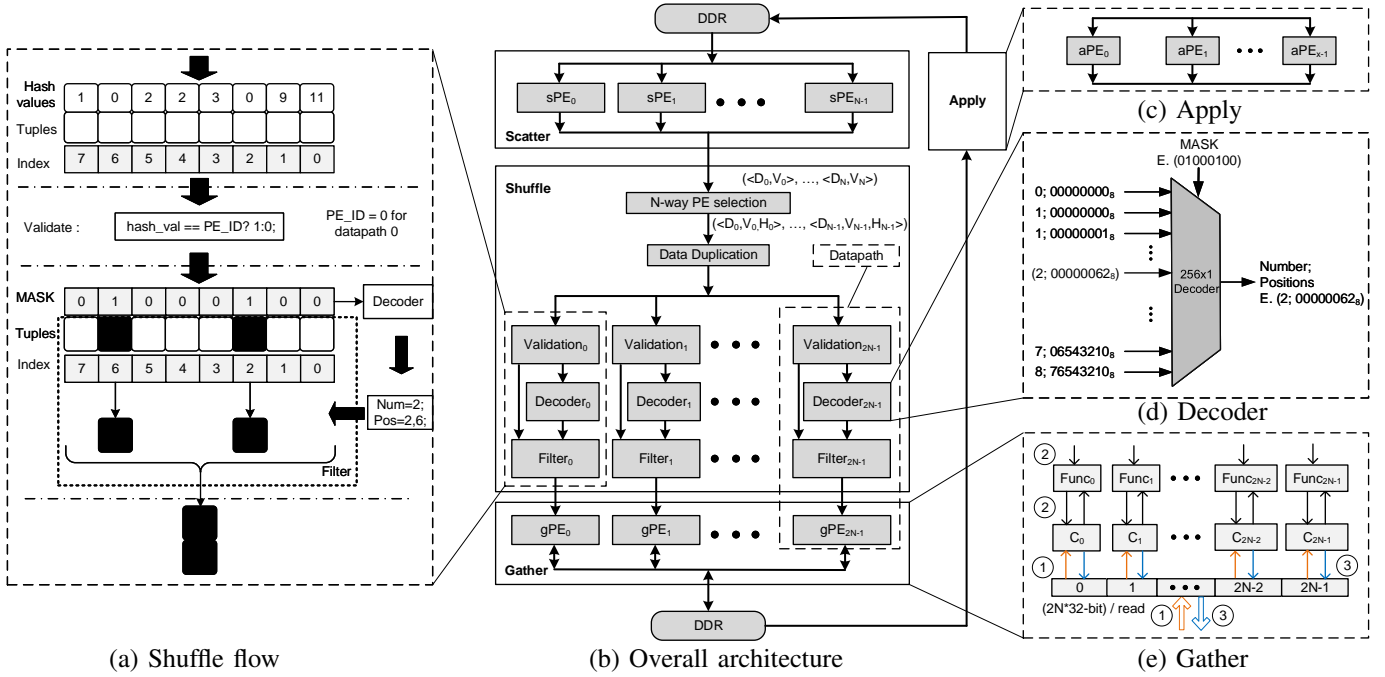 Hash values 1 0 2 2 3 0 9 11
Tuples
Index 7 6 5 4 3 2 1 0
Validate : hash_val == PE_ID? 1:0; PE_ID = 0 for datapath 0
MASK 0 1 0 0 0 1 0 0
Decoder
Tuples
Index 7 6 5 4 3 2 1 0
Num=2;
Pos=2,6;
Filter
(a) Shuffle flow
DDR
sPE0 sPE1 sPEN-1
Scatter
Apply
Shuffle
(<D0,V0>, …, <DN,VN>)
N-way PE selection
(<D0,V0,H0>, …, <DN-1,VN-1,HN-1>)
Data Duplication
Datapath
Validation0 Validation1 Validation2N-1
Decoder0 Decoder1 Decoder2N-1
Filter0 Filter1 Filter2N-1
gPE0 gPE1 gPE2N-1
Gather
DDR
(b) Overall architecture
aPE0 aPE1 aPEx-1
(c) Apply
MASK
E. (01000100)
0; 000000008
1; 000000008
1; 000000018
(2; 000000628)
7; 065432108
8; 765432108
256x1
Decoder
Number;
Positions
E. (2; 000000628)
(d) Decoder
2
Func0 Func1 Func2N-2 Func2N-1
2
C0 C1 C2N-2 C2N-1
1 3
0 1 2N-2 2N-1
(2N*32-bit) / read 1 3
(e) Gather